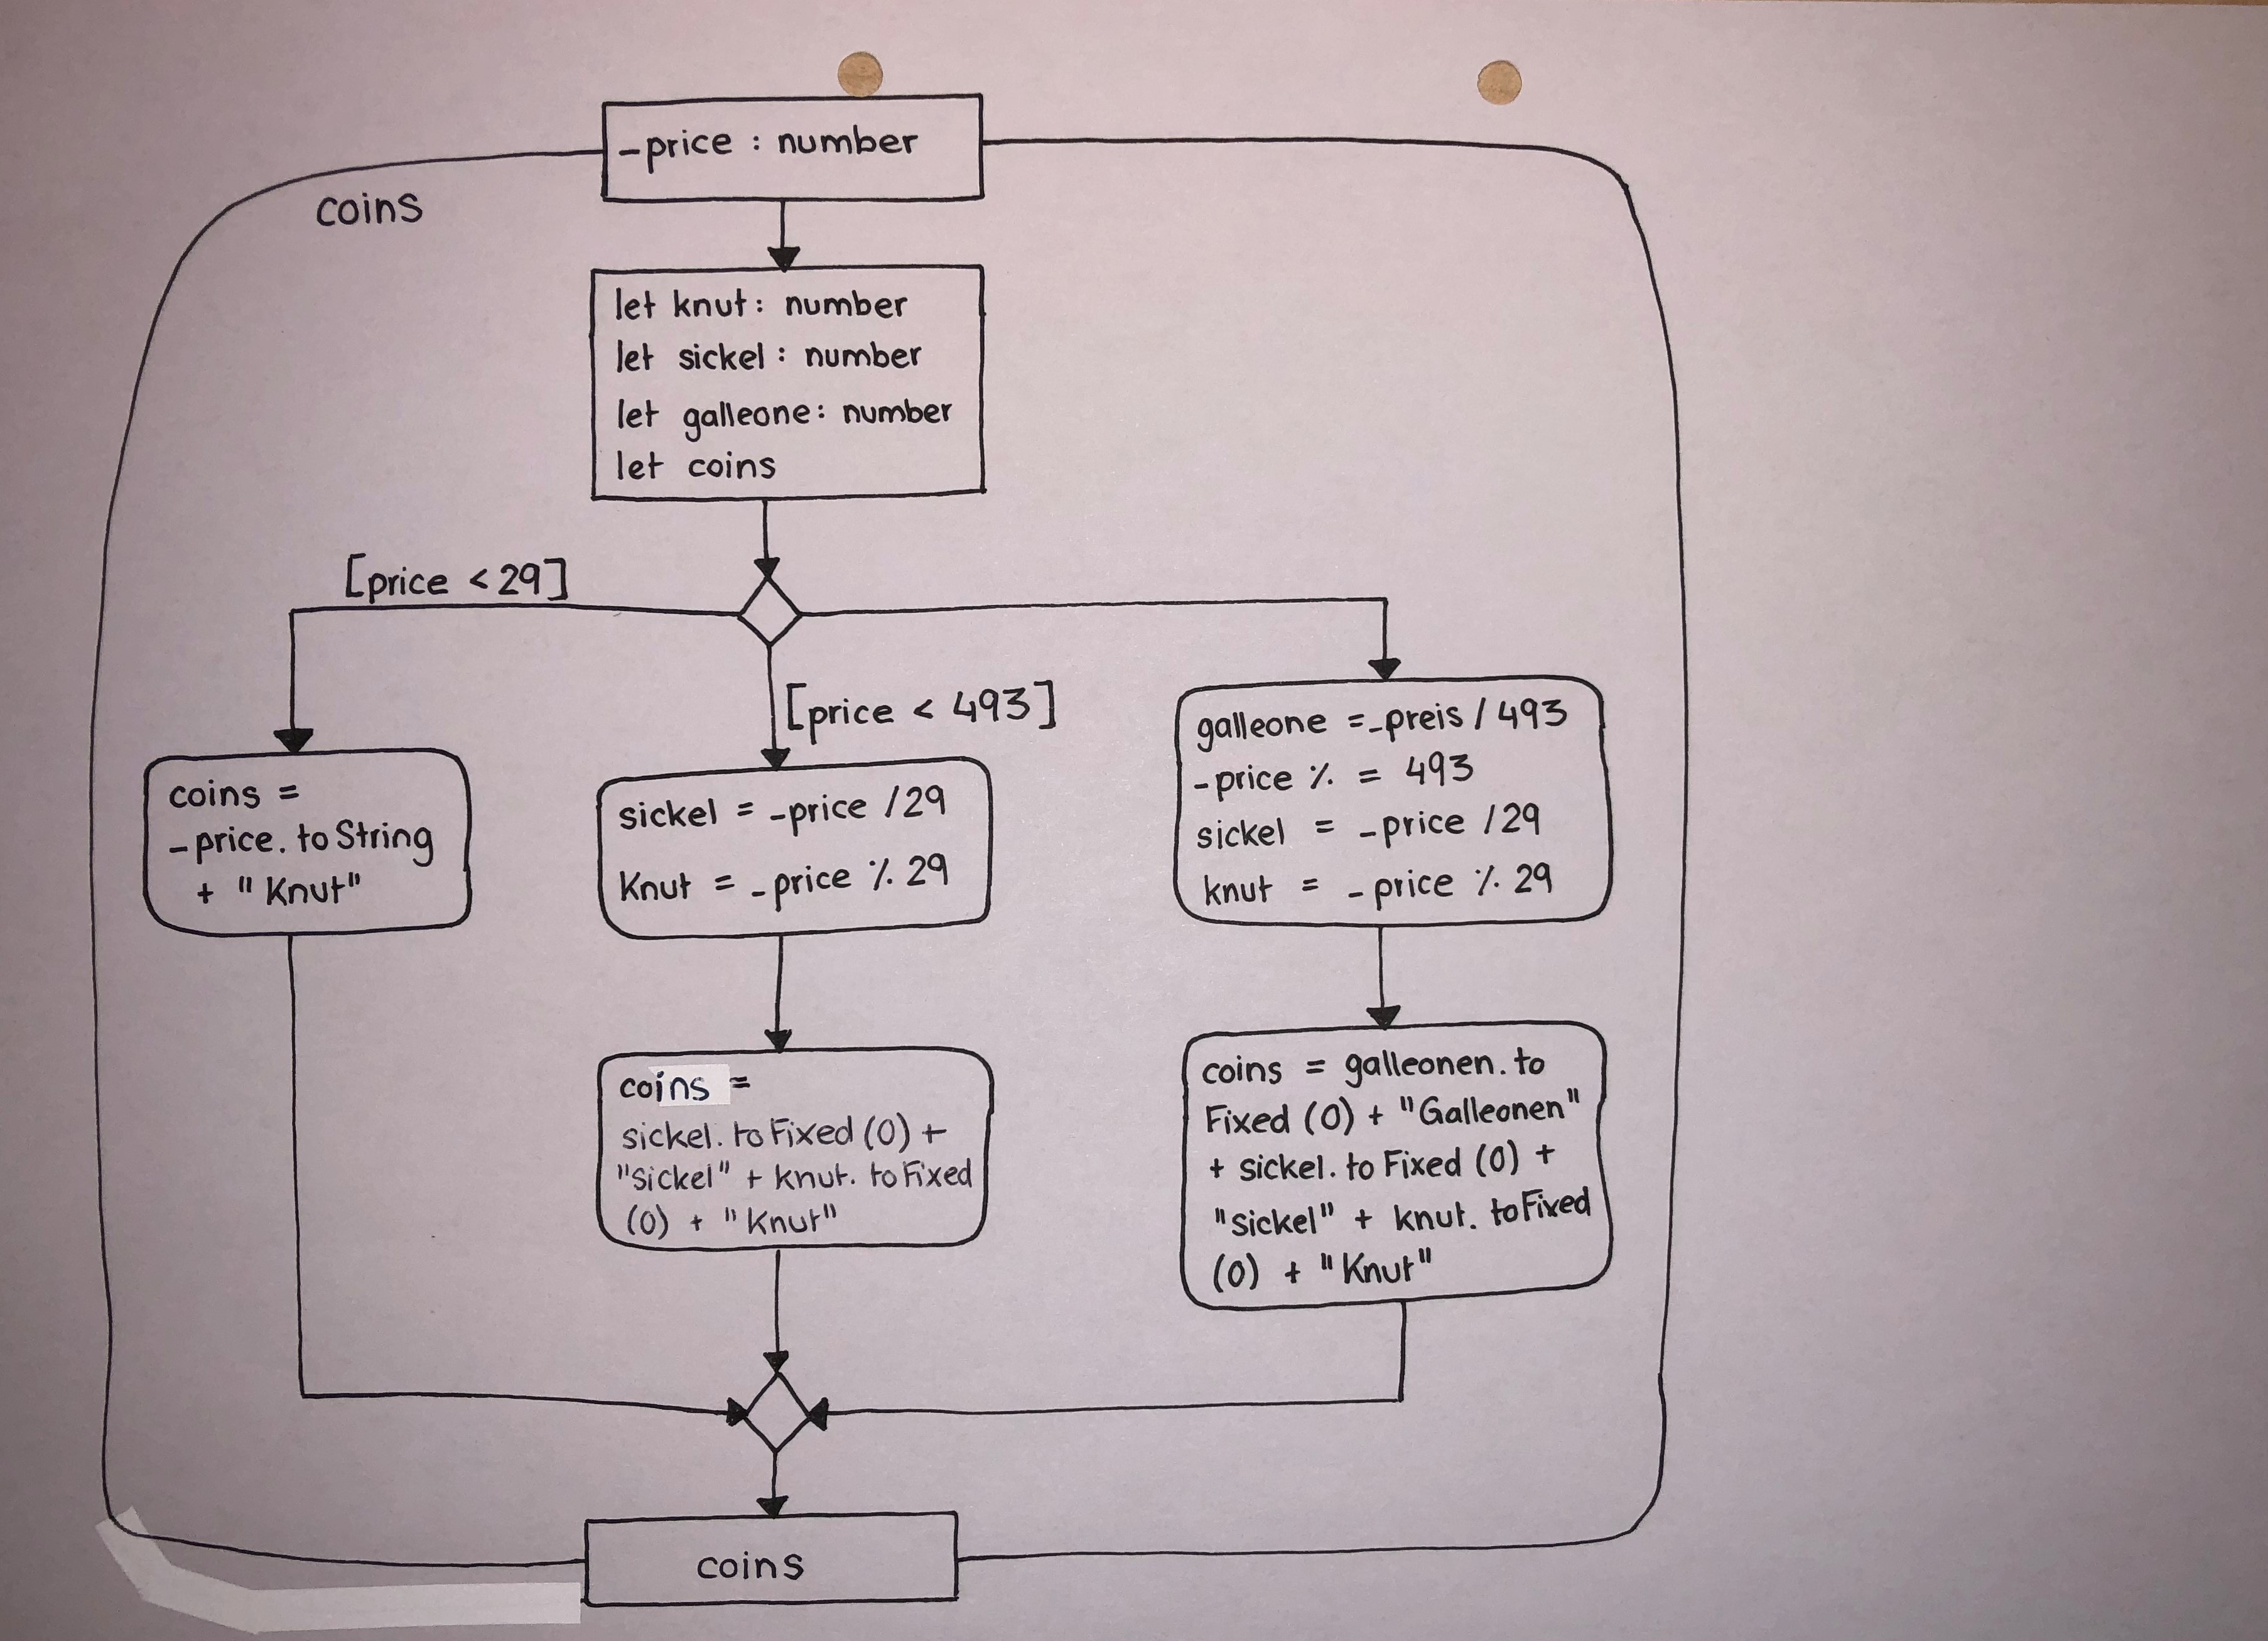 _price : number
coins
let knut: number
let sickel: number
let galleone: number
let coins
[price < 29]
[price < 493]
coins =
_price. to String
+ "Knut"
sickel = _price /29
Knut = _price % 29
galleone = _preis / 493
_price % = 493
sickel = _price /29
knut = _price % 29
coins =
sickel. to Fixed (0) +
"Sickel" + knut. to Fixed
(0) + "Knut"
coins = galleonen. to
Fixed (0) + "Galleonen"
+ sickel. to Fixed (0) +
"Sickel" + knut. to Fixed
(0) + "Knut"
coins